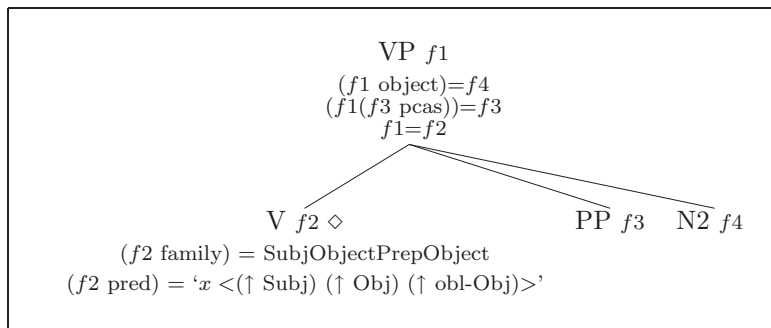 VP f1
(f1 object)=f4
(f1(f3 pcas))=f3
f1=f2
V f2 ◇ PP f3 N2 f4
(f2 family) = SubjObjectPrepObject
(f2 pred) = ‘x <(↑ Subj) (↑ Obj) (↑ obl-Obj)>’